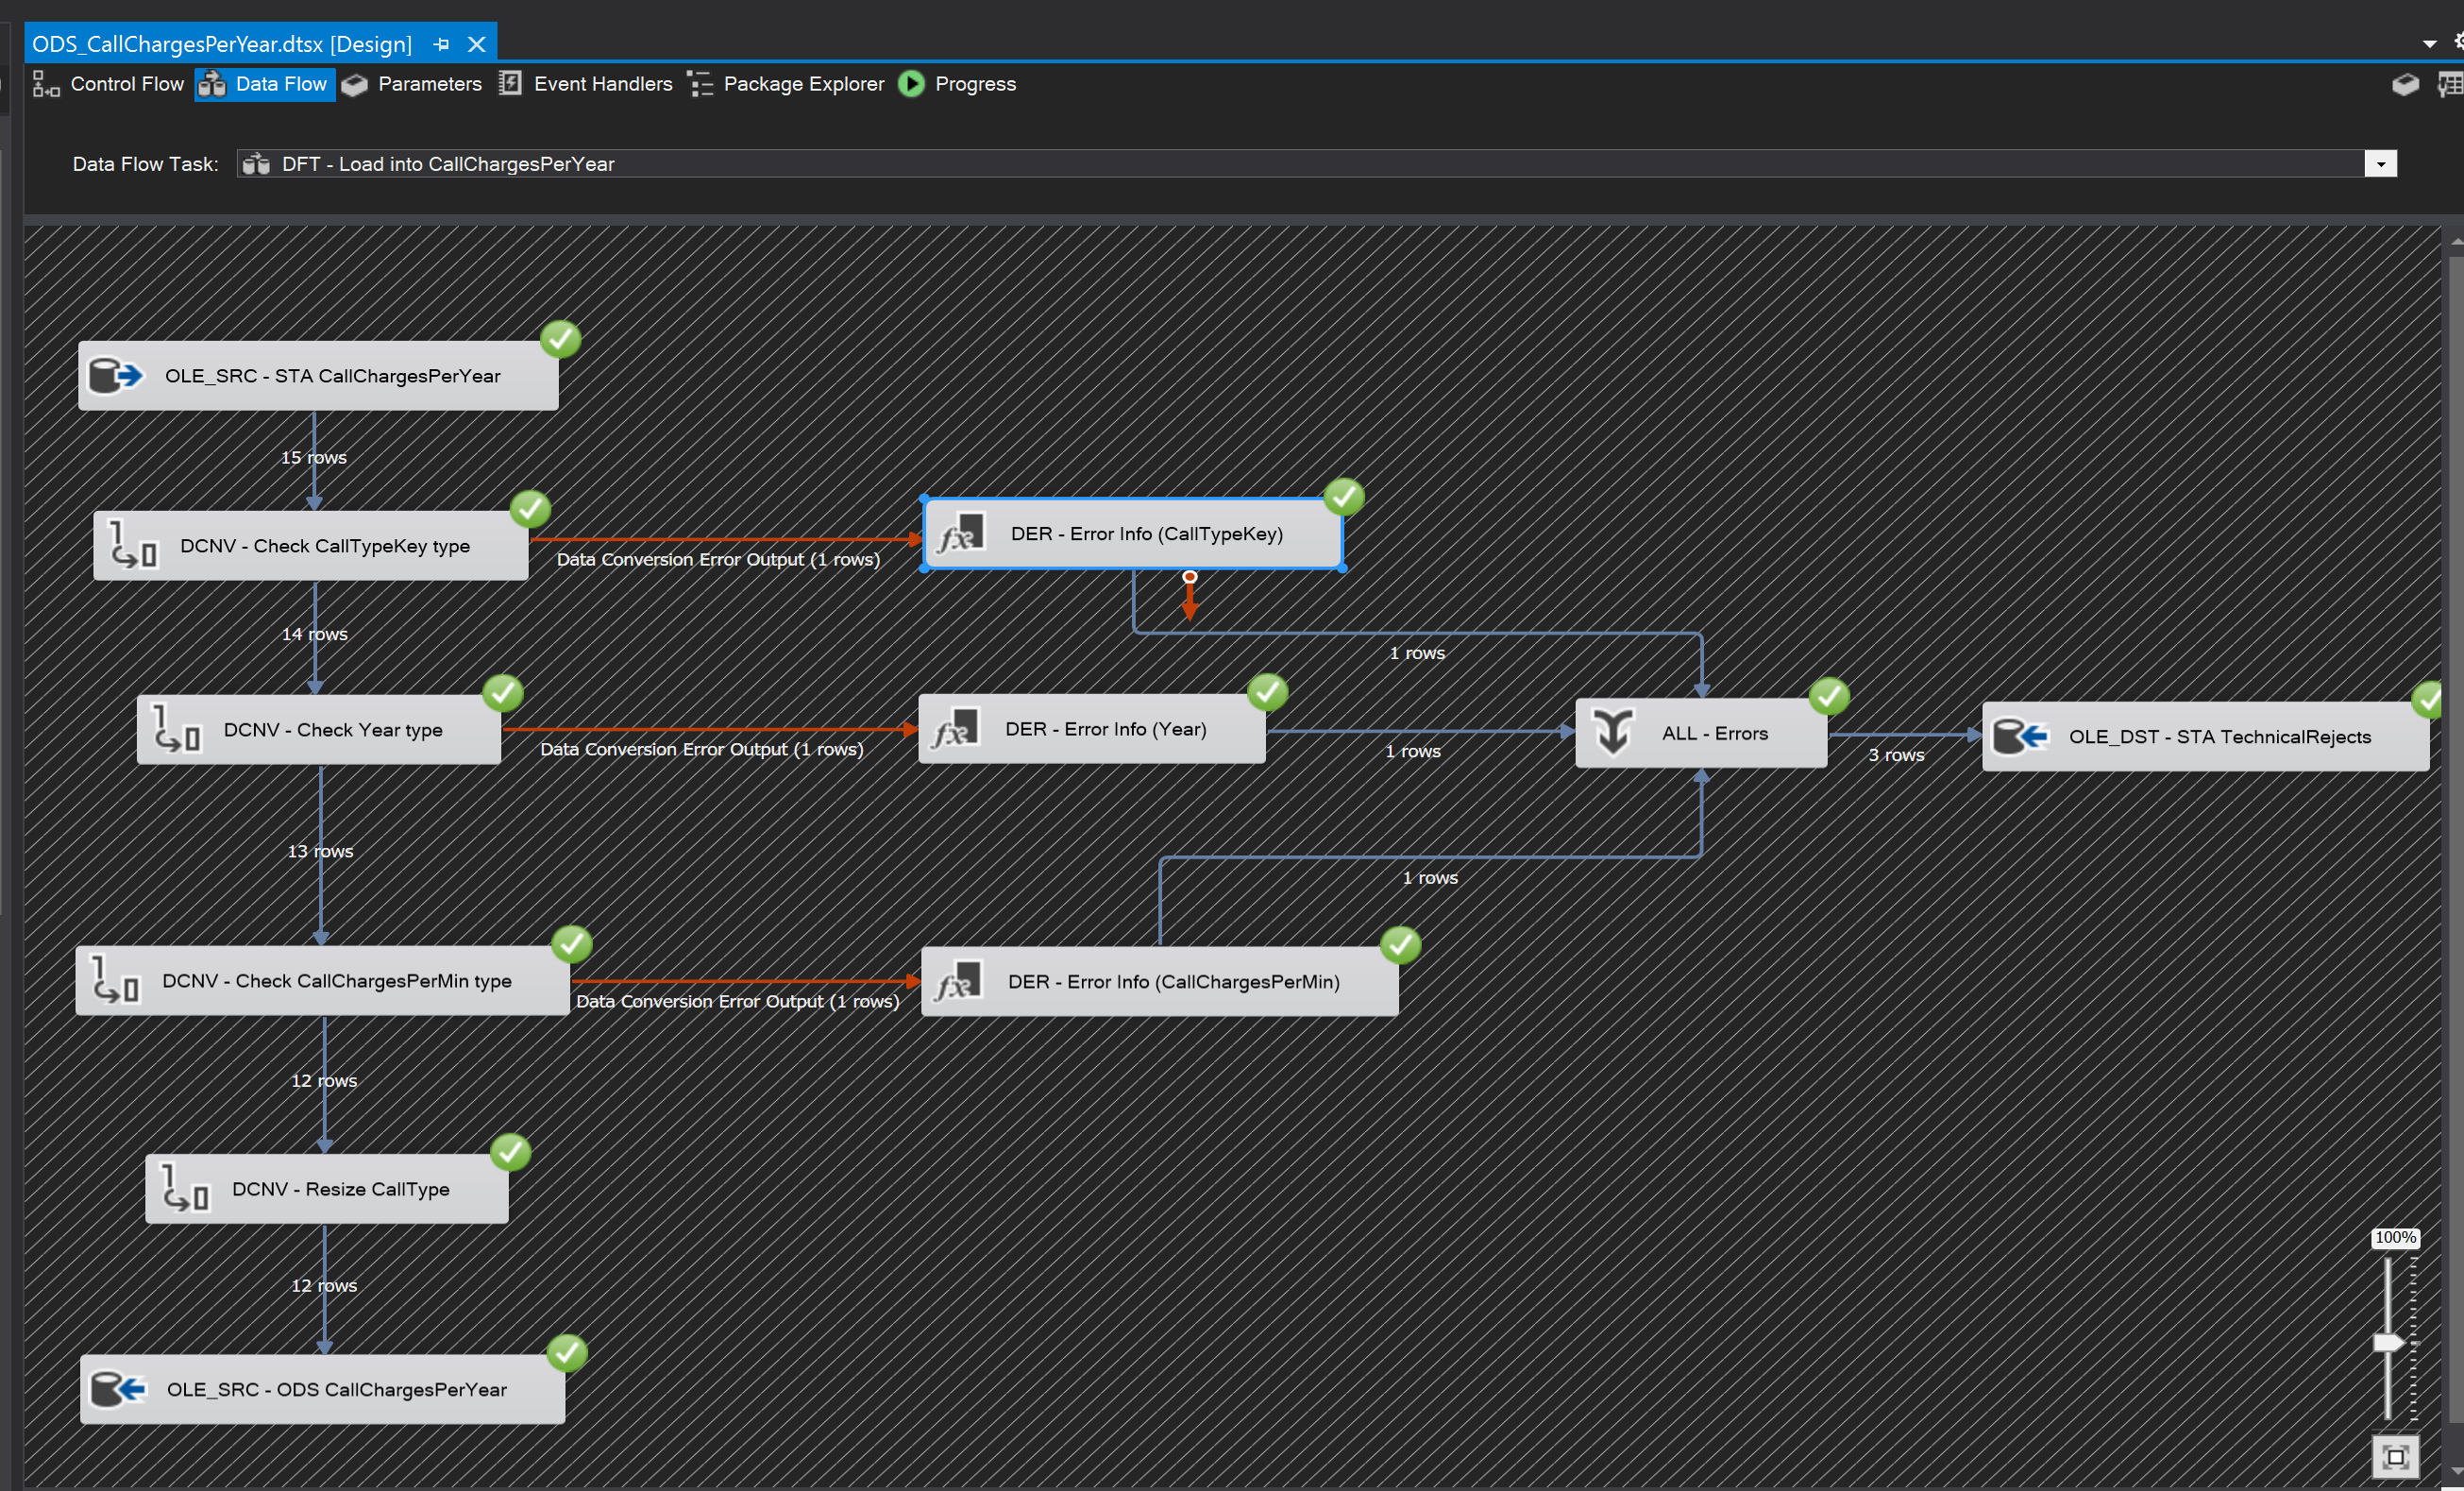 ODS_CallChargesPerYear.dtsx [Design]
Control Flow Data Flow Parameters Event Handlers Package Explorer Progress
Data Flow Task: DFT - Load into CallChargesPerYear
OLE_SRC - STA CallChargesPerYear
15 rows
DCNV - Check CallTypeKey type
Data Conversion Error Output (1 rows)
DER - Error Info (CallTypeKey)
14 rows
1 rows
DCNV - Check Year type
Data Conversion Error Output (1 rows)
DER - Error Info (Year)
1 rows
ALL - Errors
3 rows
OLE_DST - STA TechnicalRejects
13 rows
1 rows
DCNV - Check CallChargesPerMin type
Data Conversion Error Output (1 rows)
DER - Error Info (CallChargesPerMin)
12 rows
DCNV - Resize CallType
100%
12 rows
OLE_SRC - ODS CallChargesPerYear